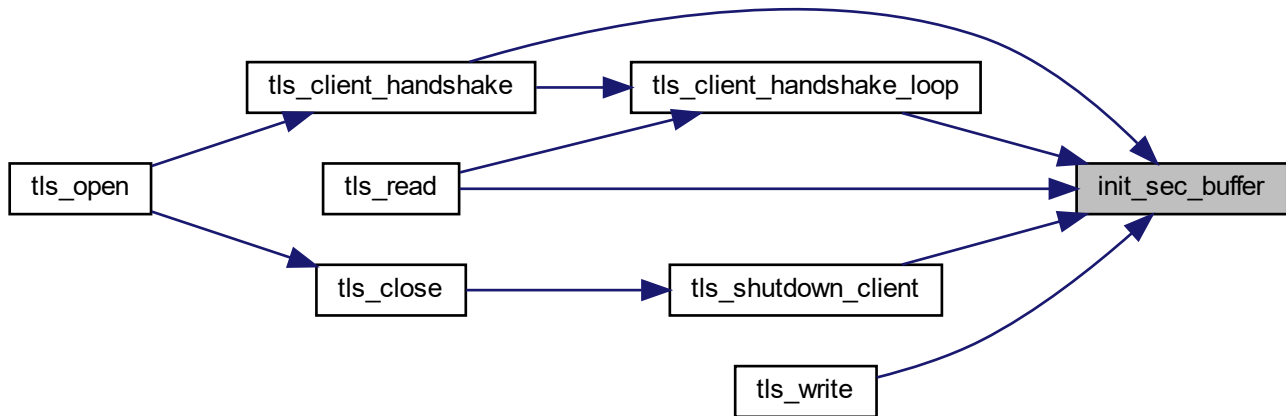 tls_client_handshake
tls_client_handshake_loop
tls_open
tls_read
init_sec_buffer
tls_close
tls_shutdown_client
tls_write